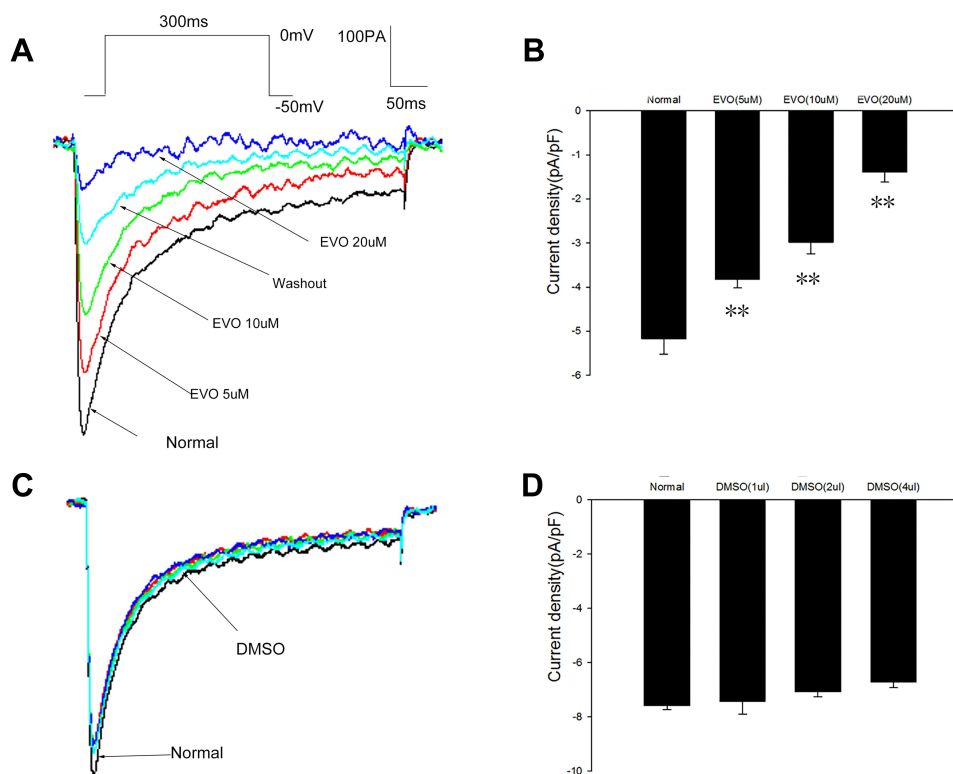 A
300ms
0mV
-50mV
100PA
50ms
EVO 20uM
Washout
EVO 10uM
EVO 5uM
Normal
B
Normal
EVO(5uM)
EVO(10uM)
EVO(20uM)
Current density(pA/pF)
0
-1
-2
-3
-4
-5
-6
**
**
**
C
DMSO
Normal
D
Normal
DMSO(1ul)
DMSO(2ul)
DMSO(4ul)
Current density(pA/pF)
0
-2
-4
-6
-8
-10